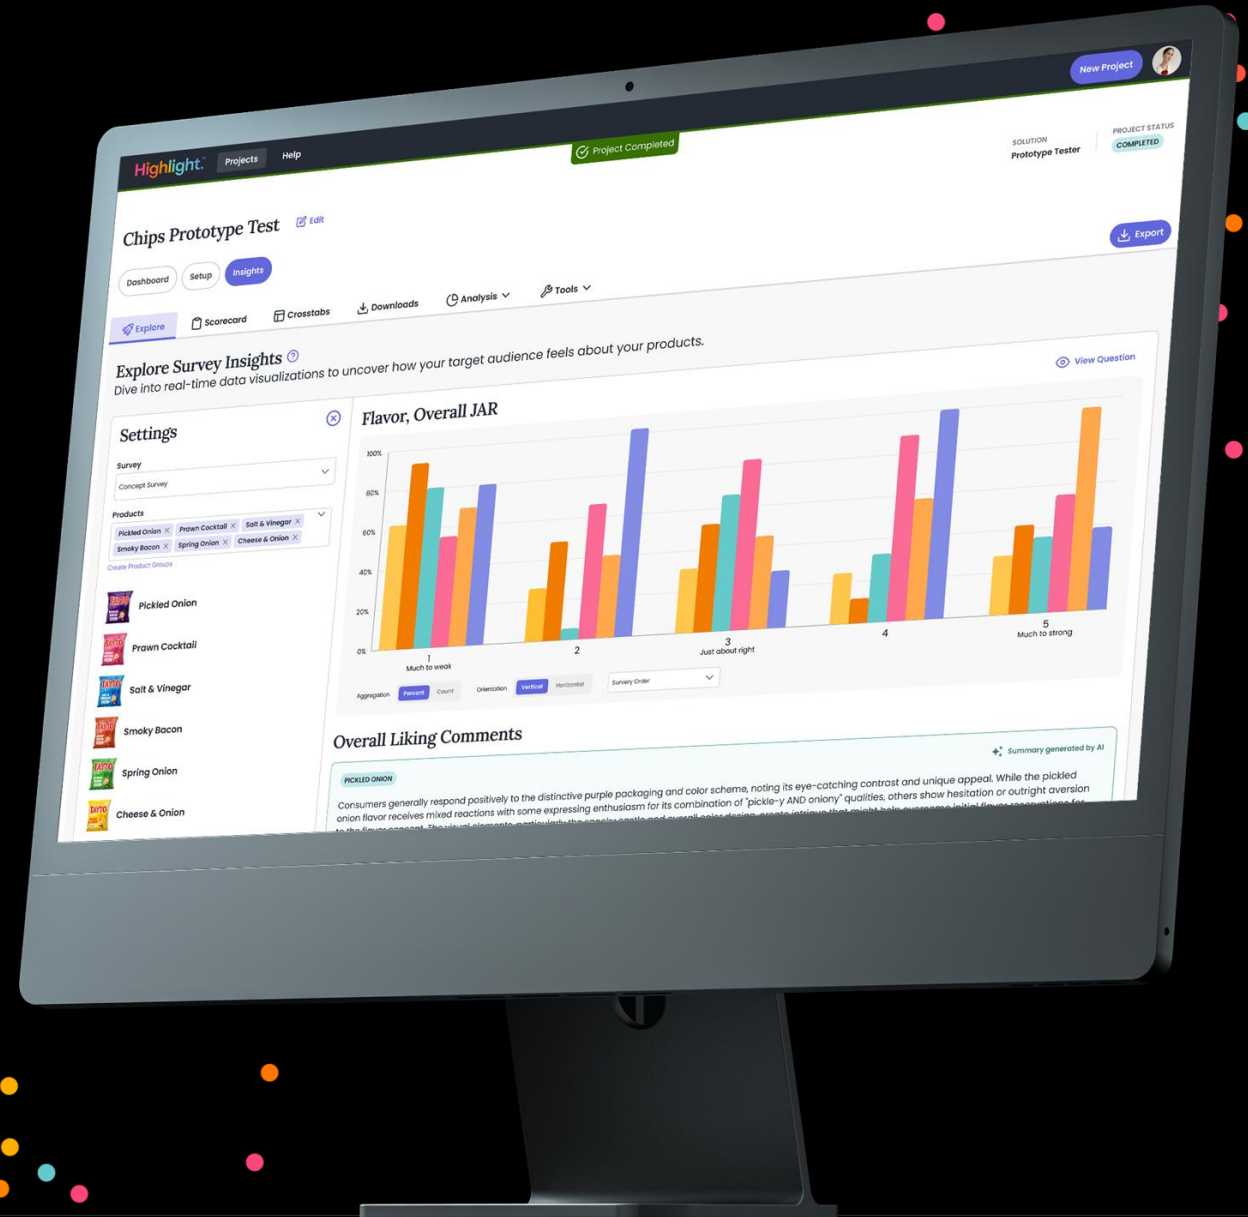 Highlight.
Projects
Help
Project Completed
New Project
Chips Prototype Test
Edit
SOLUTION
Prototype Tester
PROJECT STATUS
COMPLETED
Dashboard
Setup
Insights
Export
Explore
Scorecard
Crosstabs
Downloads
Analysis
Tools
Explore Survey Insights
Dive into real-time data visualizations to uncover how your target audience feels about your products.
Settings
Survey
Concept Survey
Products
Pickled Onion
Prawn Cocktail
Salt & Vinegar
Smoky Bacon
Spring Onion
Cheese & Onion
Create Product Groups
TAYTO Pickled Onion
TAYTO Prawn Cocktail
TAYTO Salt & Vinegar
TAYTO Smoky Bacon
TAYTO Spring Onion
TAYTO Cheese & Onion
Flavor, Overall JAR
View Question
100%
80%
60%
40%
20%
0%
1
Much to weak
2
3
Just about right
4
5
Much to strong
Aggregation
Percent
Count
Orientation
Vertical
Horizontal
Survery Order
Overall Liking Comments
PICKLED ONION
Summary generated by AI
Consumers generally respond positively to the distinctive purple packaging and color scheme, noting its eye-catching contrast and unique appeal. While the pickled
onion flavor receives mixed reactions with some expressing enthusiasm for its combination of "pickle-y AND oniony" qualities, others show hesitation or outright aversion